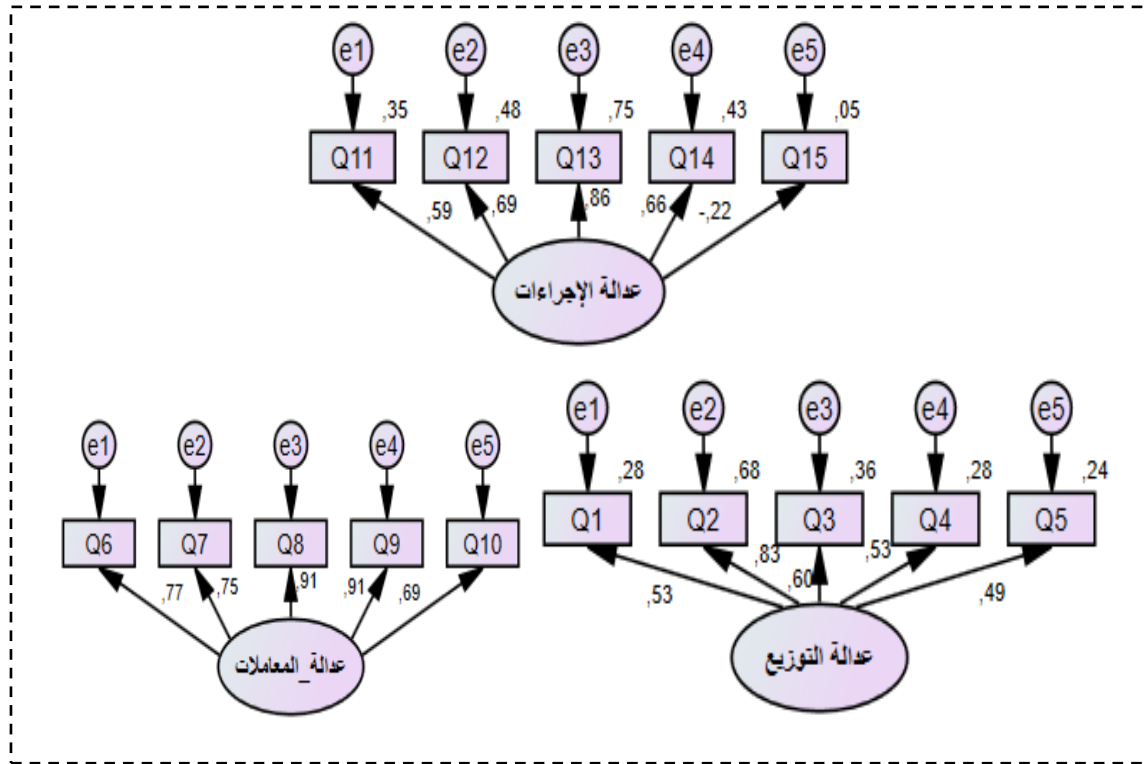 e1 e2 e3 e4 e5
,35 ,48 ,75 ,43 ,05
Q11 Q12 Q13 Q14 Q15
,59 ,69 ,86 ,66 -,22
عدالة الإجراءات
e1 e2 e3 e4 e5
Q6 Q7 Q8 Q9 Q10
,77 ,75 ,91 ,91 ,69
عدالة_المعاملات
e1 e2 e3 e4 e5
,28 ,68 ,36 ,28 ,24
Q1 Q2 Q3 Q4 Q5
,53 ,83 ,60 ,53 ,49
عدالة التوزيع